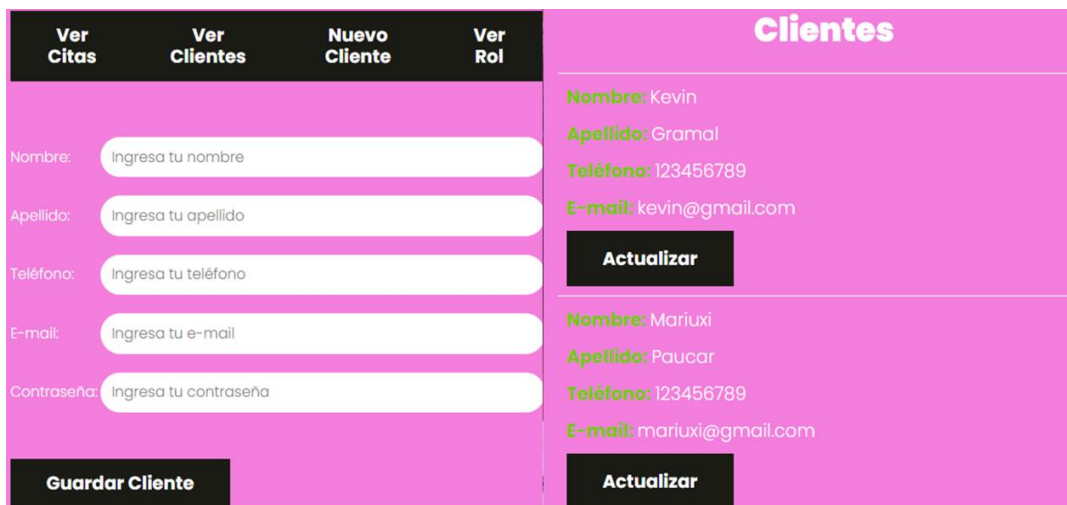 Ver Citas
Ver Clientes
Nuevo Cliente
Ver Rol
Nombre: Ingresa tu nombre
Apellido: Ingresa tu apellido
Teléfono: Ingresa tu teléfono
E-mail: Ingresa tu e-mail
Contraseña: Ingresa tu contraseña
Guardar Cliente
Clientes
Nombre: Kevin
Apellido: Gramal
Teléfono: 123456789
E-mail: kevin@gmail.com
Actualizar
Nombre: Mariuxi
Apellido: Paucar
Teléfono: 123456789
E-mail: mariuxi@gmail.com
Actualizar